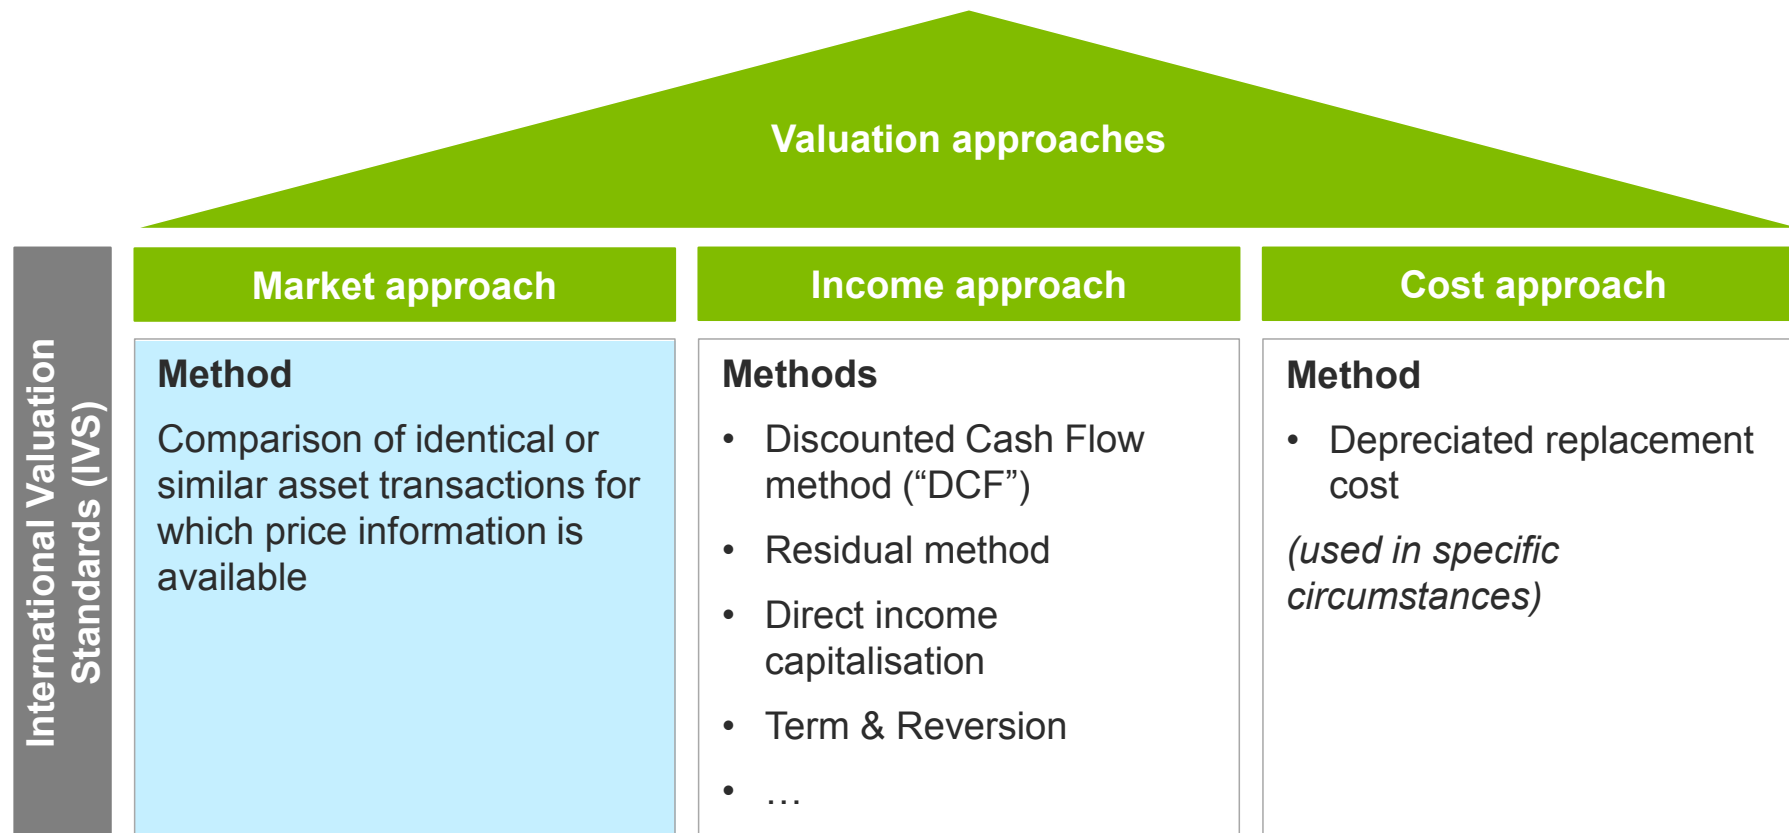 Valuation approaches
International Valuation
Standards (IVS)
Market approach
Method
Comparison of identical or
similar asset transactions for
which price information is
available
Income approach
Methods
• Discounted Cash Flow
method (“DCF”)
• Residual method
• Direct income
capitalisation
• Term & Reversion
• …
Cost approach
Method
• Depreciated replacement
cost
(used in specific
circumstances)